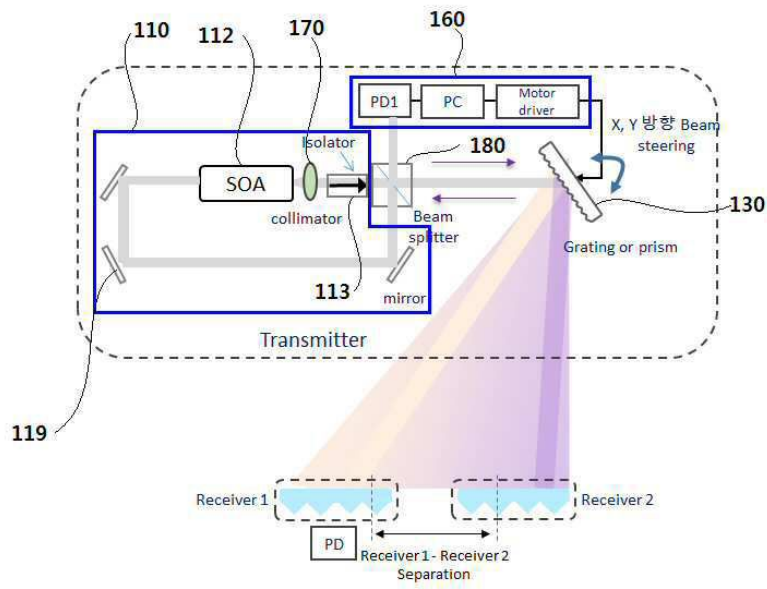 110
112
170
160
PD1
PC
Motor
driver
X, Y 방향 Beam
steering
Isolator
180
SOA
collimator
Beam
splitter
130
Grating or prism
113
mirror
Transmitter
119
Receiver 1
Receiver 2
PD
Receiver 1 - Receiver 2
Separation